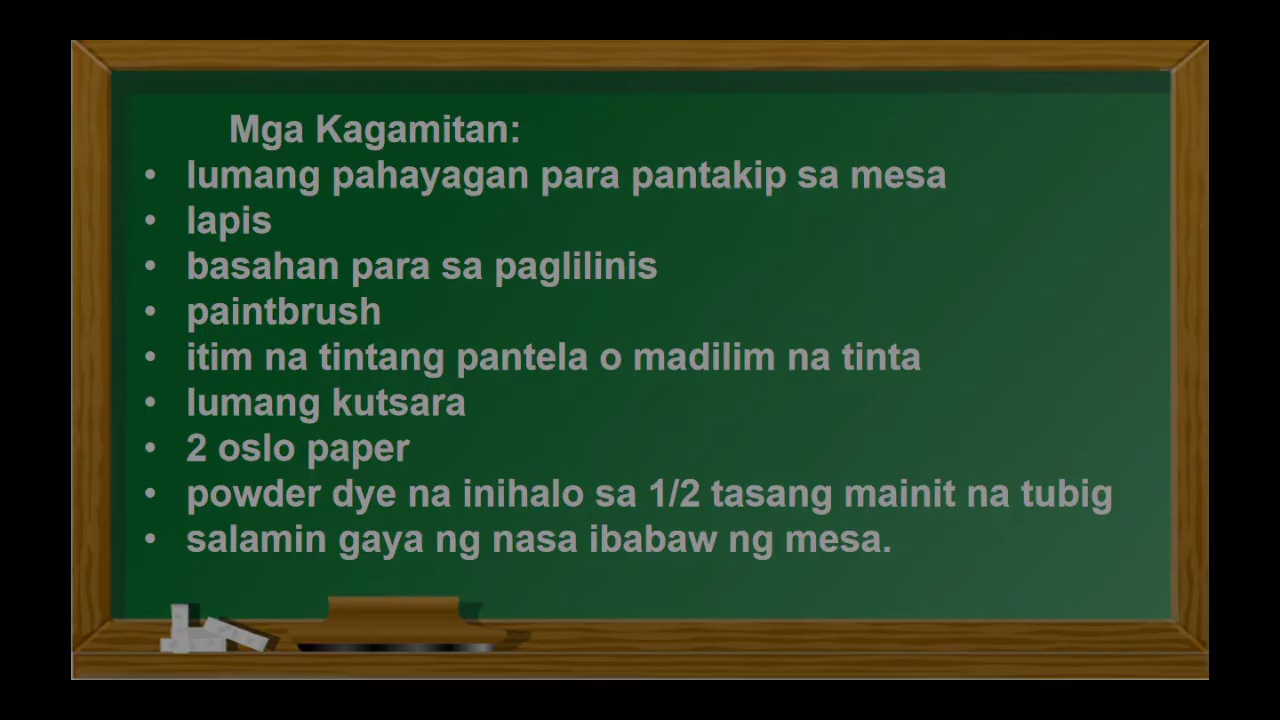 Mga Kagamitan:
• lumang pahayagan para pantakip sa mesa
• lapis
• basahan para sa paglilinis
• paintbrush
• itim na tintang pantela o madilim na tinta
• lumang kutsara
• 2 oslo paper
• powder dye na inihalo sa 1/2 tasang mainit na tubig
• salamin gaya ng nasa ibabaw ng mesa.